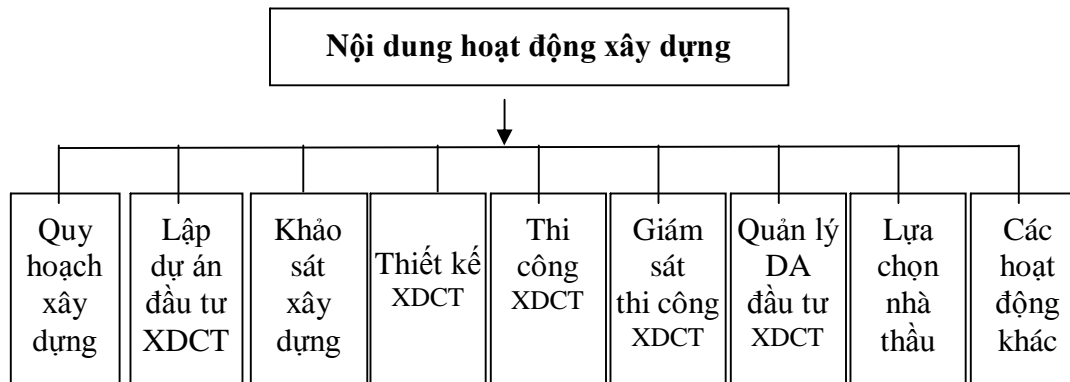 Nội dung hoạt động xây dựng
Quy
hoạch
xây
dựng
Lập
dự án
đầu tư
XDCT
Khảo
sát
xây
dựng
Thiết kế
XDCT
Thi
công
XDCT
Giám
sát
thi công
XDCT
Quản lý
DA
đầu tư
XDCT
Lựa
chọn
nhà
thầu
Các
hoạt
động
khác